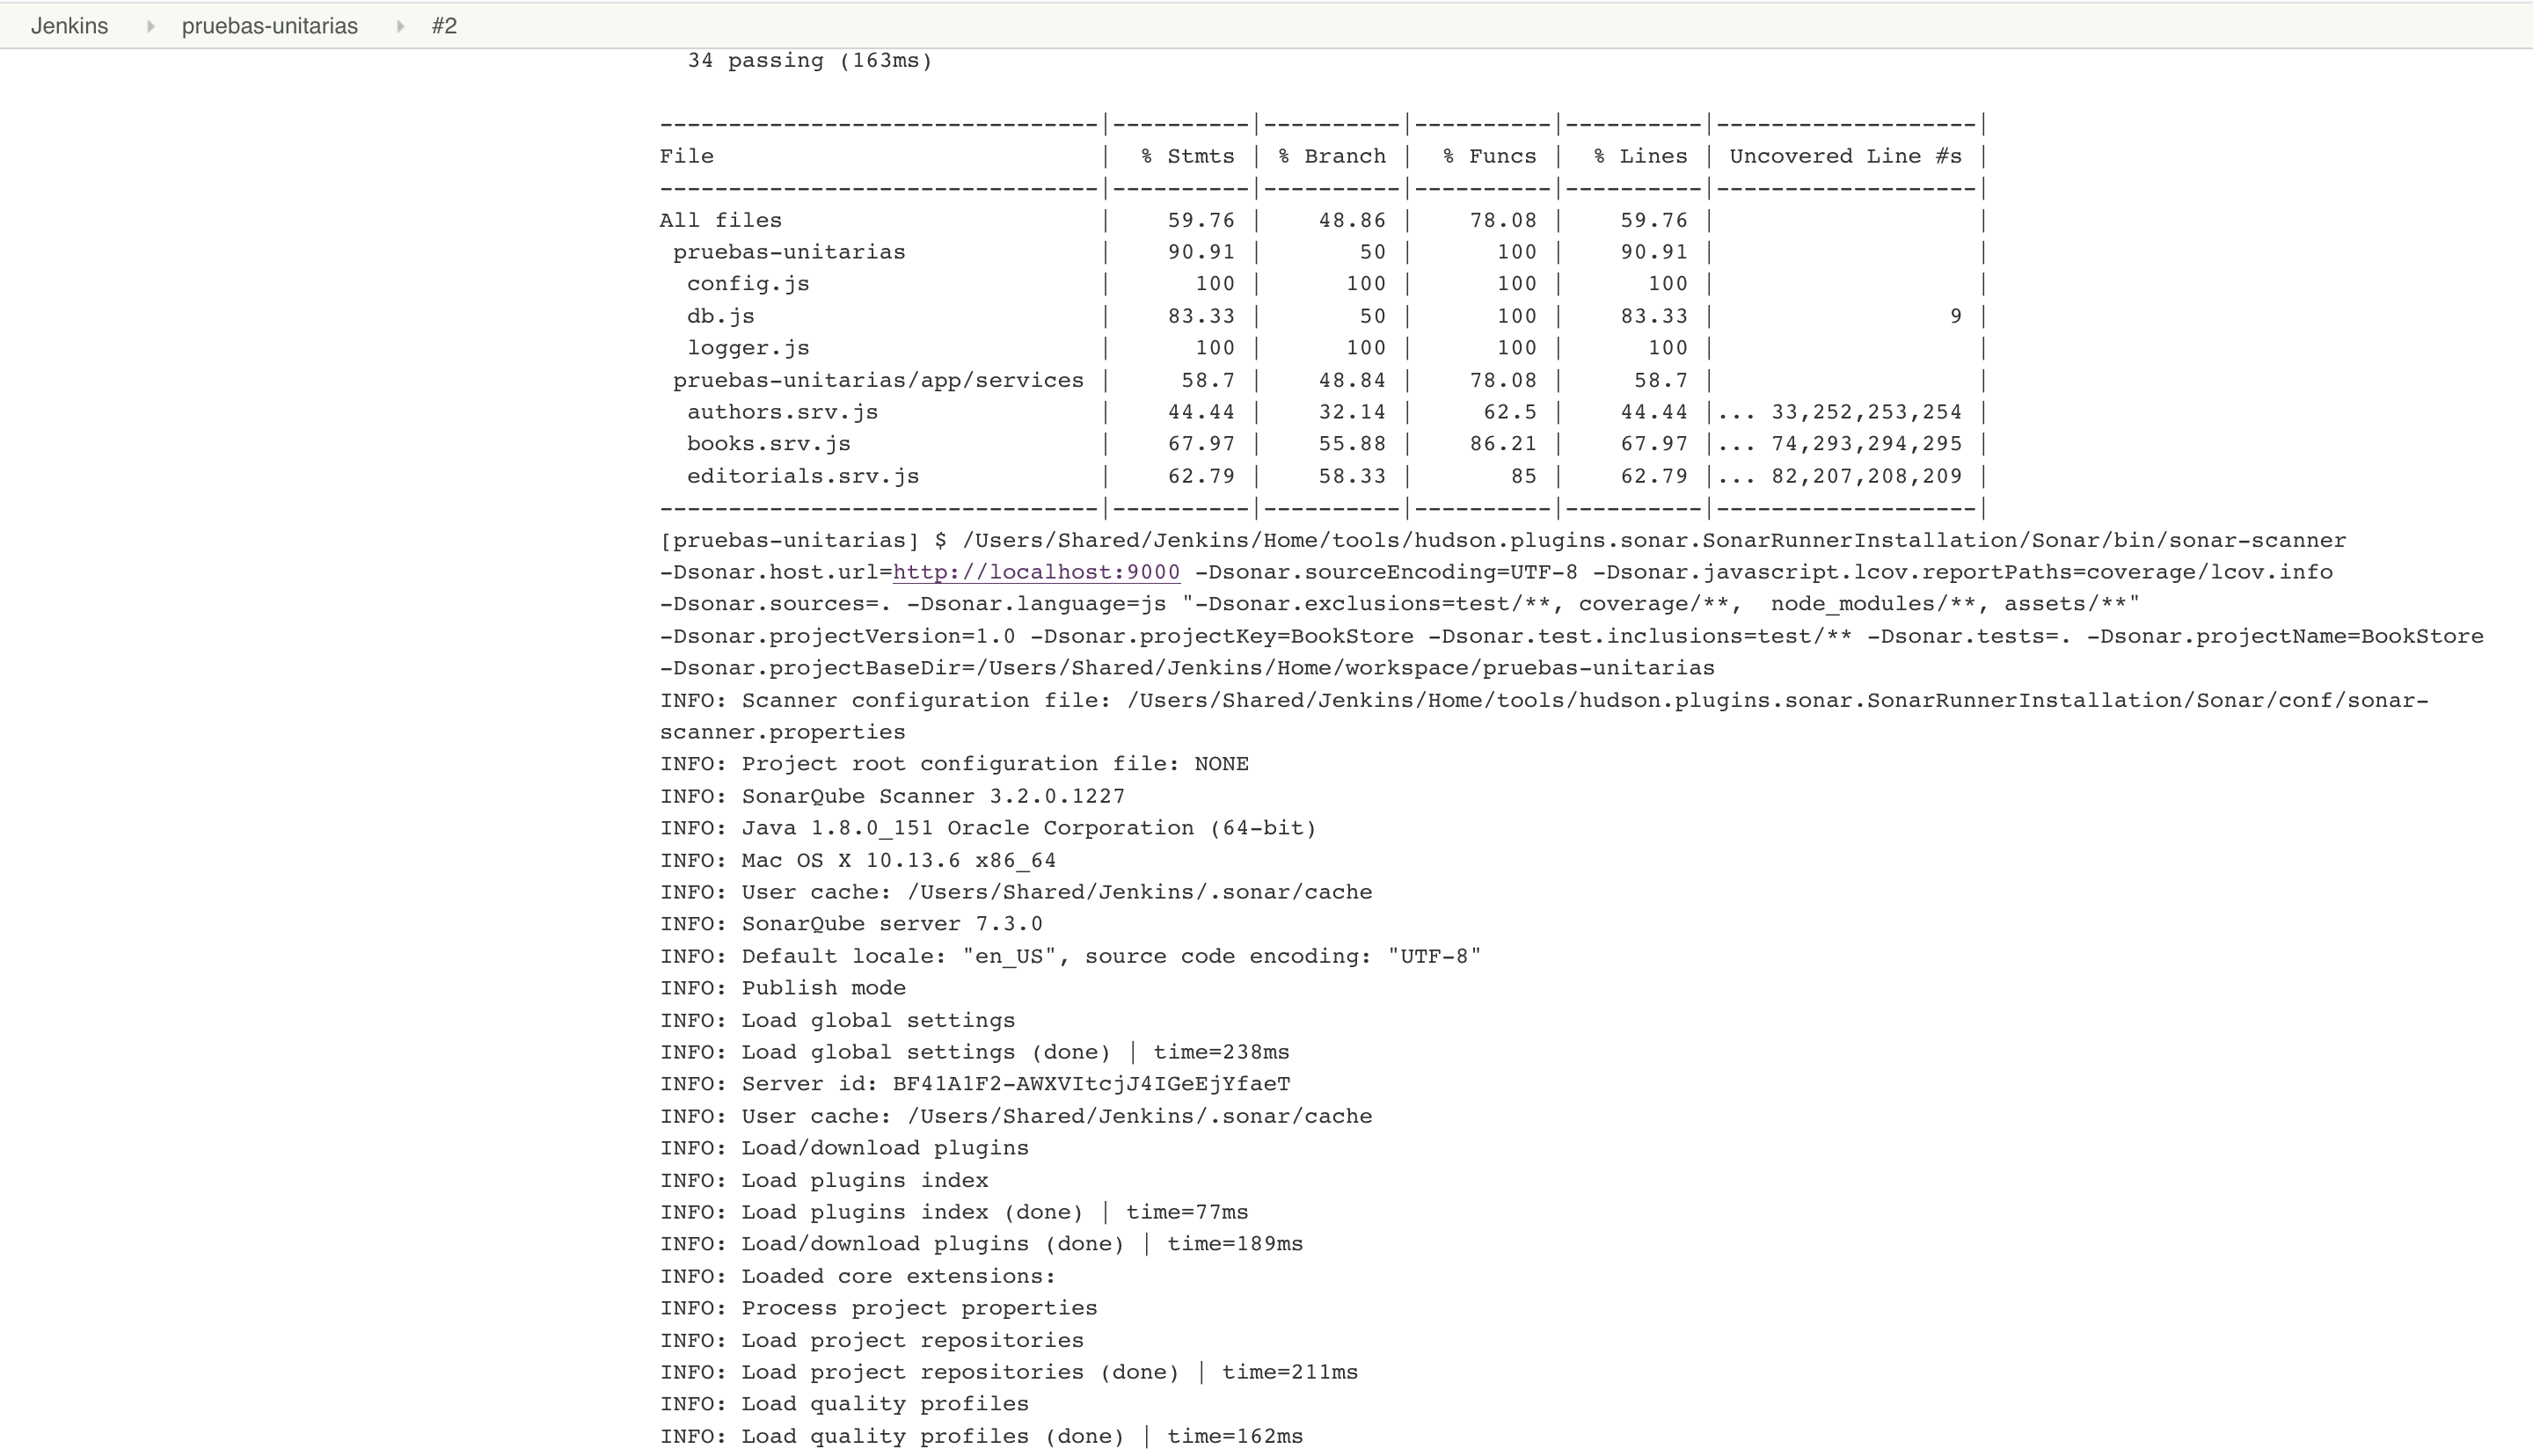 Jenkins pruebas-unitarias #2
34 passing (163ms)
--------------------------------|----------|----------|----------|----------|-------------------|
File                            |  % Stmts | % Branch |  % Funcs |  % Lines | Uncovered Line #s |
--------------------------------|----------|----------|----------|----------|-------------------|
All files                       |    59.76 |    48.86 |    78.08 |    59.76 |                   |
 pruebas-unitarias              |    90.91 |       50 |      100 |    90.91 |                   |
  config.js                     |      100 |      100 |      100 |      100 |                   |
  db.js                         |    83.33 |       50 |      100 |    83.33 |                 9 |
  logger.js                     |      100 |      100 |      100 |      100 |                   |
 pruebas-unitarias/app/services |     58.7 |    48.84 |    78.08 |     58.7 |                   |
  authors.srv.js                |    44.44 |    32.14 |     62.5 |    44.44 |... 33,252,253,254 |
  books.srv.js                  |    67.97 |    55.88 |    86.21 |    67.97 |... 74,293,294,295 |
  editorials.srv.js             |    62.79 |    58.33 |       85 |    62.79 |... 82,207,208,209 |
--------------------------------|----------|----------|----------|----------|-------------------|
[pruebas-unitarias] $ /Users/Shared/Jenkins/Home/tools/hudson.plugins.sonar.SonarRunnerInstallation/Sonar/bin/sonar-scanner
-Dsonar.host.url=http://localhost:9000 -Dsonar.sourceEncoding=UTF-8 -Dsonar.javascript.lcov.reportPaths=coverage/lcov.info
-Dsonar.sources=. -Dsonar.language=js "-Dsonar.exclusions=test/**, coverage/**,  node_modules/**, assets/**"
-Dsonar.projectVersion=1.0 -Dsonar.projectKey=BookStore -Dsonar.test.inclusions=test/** -Dsonar.tests=. -Dsonar.projectName=BookStore
-Dsonar.projectBaseDir=/Users/Shared/Jenkins/Home/workspace/pruebas-unitarias
INFO: Scanner configuration file: /Users/Shared/Jenkins/Home/tools/hudson.plugins.sonar.SonarRunnerInstallation/Sonar/conf/sonar-
scanner.properties
INFO: Project root configuration file: NONE
INFO: SonarQube Scanner 3.2.0.1227
INFO: Java 1.8.0_151 Oracle Corporation (64-bit)
INFO: Mac OS X 10.13.6 x86_64
INFO: User cache: /Users/Shared/Jenkins/.sonar/cache
INFO: SonarQube server 7.3.0
INFO: Default locale: "en_US", source code encoding: "UTF-8"
INFO: Publish mode
INFO: Load global settings
INFO: Load global settings (done) | time=238ms
INFO: Server id: BF41A1F2-AWXVItcjJ4IGeEjYfaeT
INFO: User cache: /Users/Shared/Jenkins/.sonar/cache
INFO: Load/download plugins
INFO: Load plugins index
INFO: Load plugins index (done) | time=77ms
INFO: Load/download plugins (done) | time=189ms
INFO: Loaded core extensions:
INFO: Process project properties
INFO: Load project repositories
INFO: Load project repositories (done) | time=211ms
INFO: Load quality profiles
INFO: Load quality profiles (done) | time=162ms